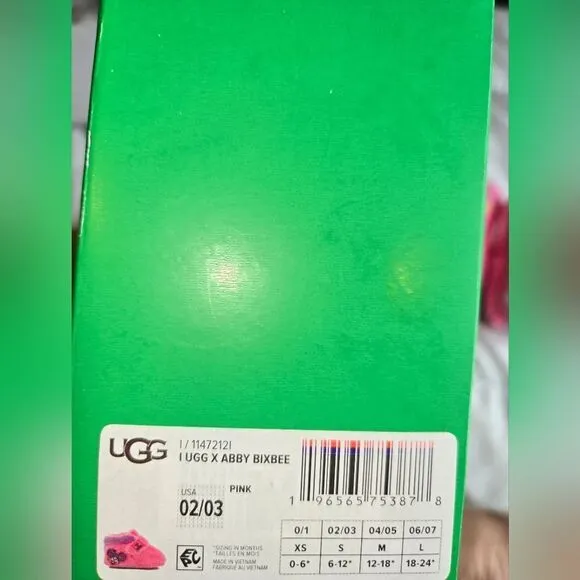 UGG
I / 1147212I
I UGG X ABBY BIXBEE
USA
PINK
02/03
1 96565 75387 8
0/1 02/03 04/05 06/07
XS S M L
0-6* 6-12* 12-18* 18-24*
*SIZING IN MONTHS
*TAILLES EN MOIS
MADE IN VIETNAM
FABRIQUÉ AU VIETNAM